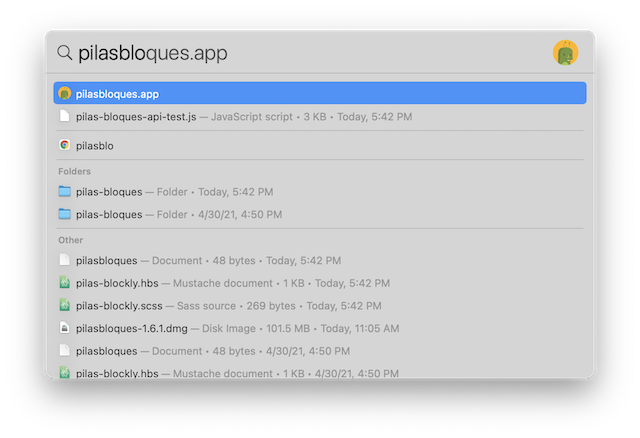 pilasbloques.app
pilasbloques.app
pilas-bloques-api-test.js — JavaScript script • 3 KB • Today, 5:42 PM
pilasblo
Folders
pilas-bloques — Folder • Today, 5:42 PM
pilas-bloques — Folder • 4/30/21, 4:50 PM
Other
pilasbloques — Document • 48 bytes • Today, 5:42 PM
pilas-blockly.hbs — Mustache document • 1 KB • Today, 5:42 PM
pilas-blockly.scss — Sass source • 269 bytes • Today, 5:42 PM
pilasbloques-1.6.1.dmg — Disk Image • 101.5 MB • Today, 11:05 AM
pilasbloques — Document • 48 bytes • 4/30/21, 4:50 PM
pilas-blockly.hbs — Mustache document • 1 KB • 4/30/21, 4:50 PM